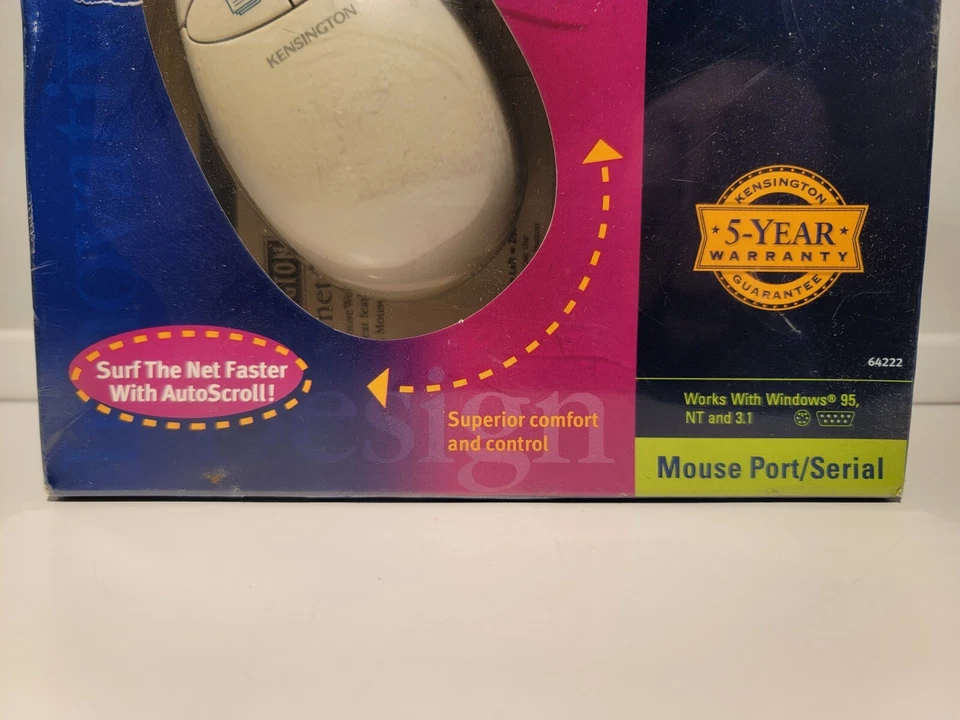 KENSINGTON
KENSINGTON
5-YEAR
WARRANTY
GUARANTEE
64222
Surf The Net Faster
With AutoScroll!
Works With Windows® 95,
NT and 3.1
design
Superior comfort
and control
Mouse Port/Serial